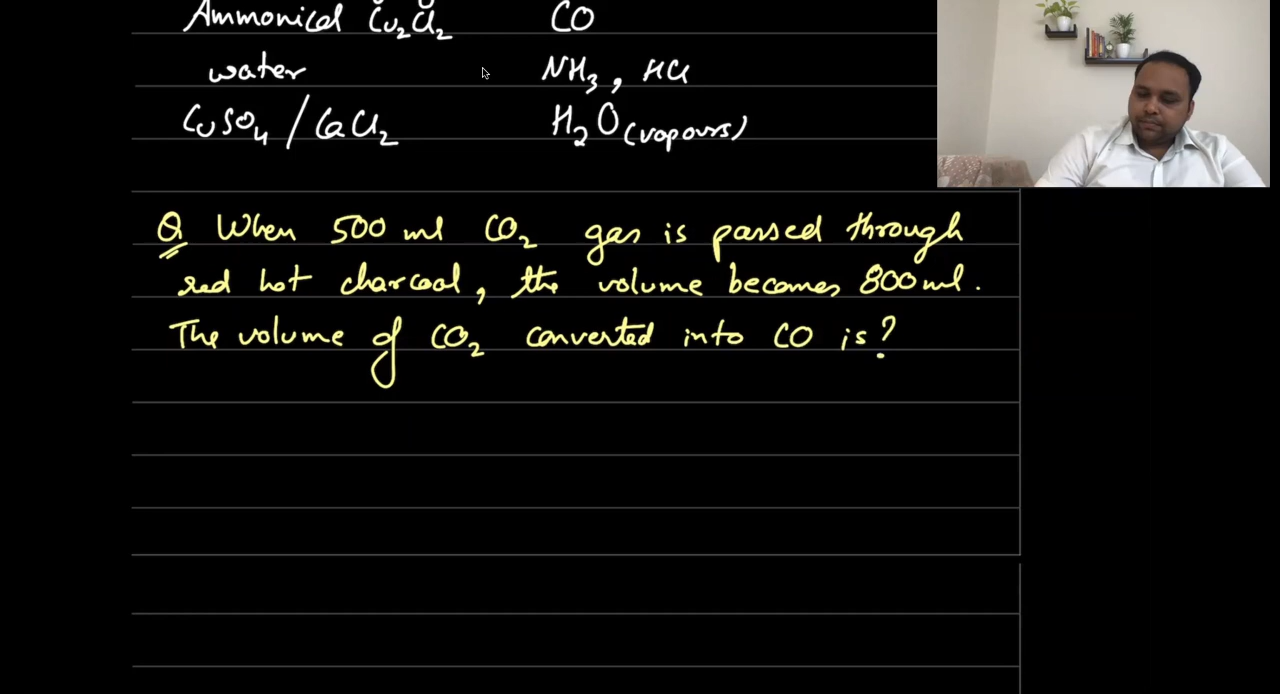 Ammonical Cu₂Cl₂ CO
water NH₃, HCl
CuSO₄/CaCl₂ H₂O(vapours)
Q When 500 ml CO₂ gas is passed through
red hot charcoal, the volume becomes 800 ml.
The volume of CO₂ converted into CO is?